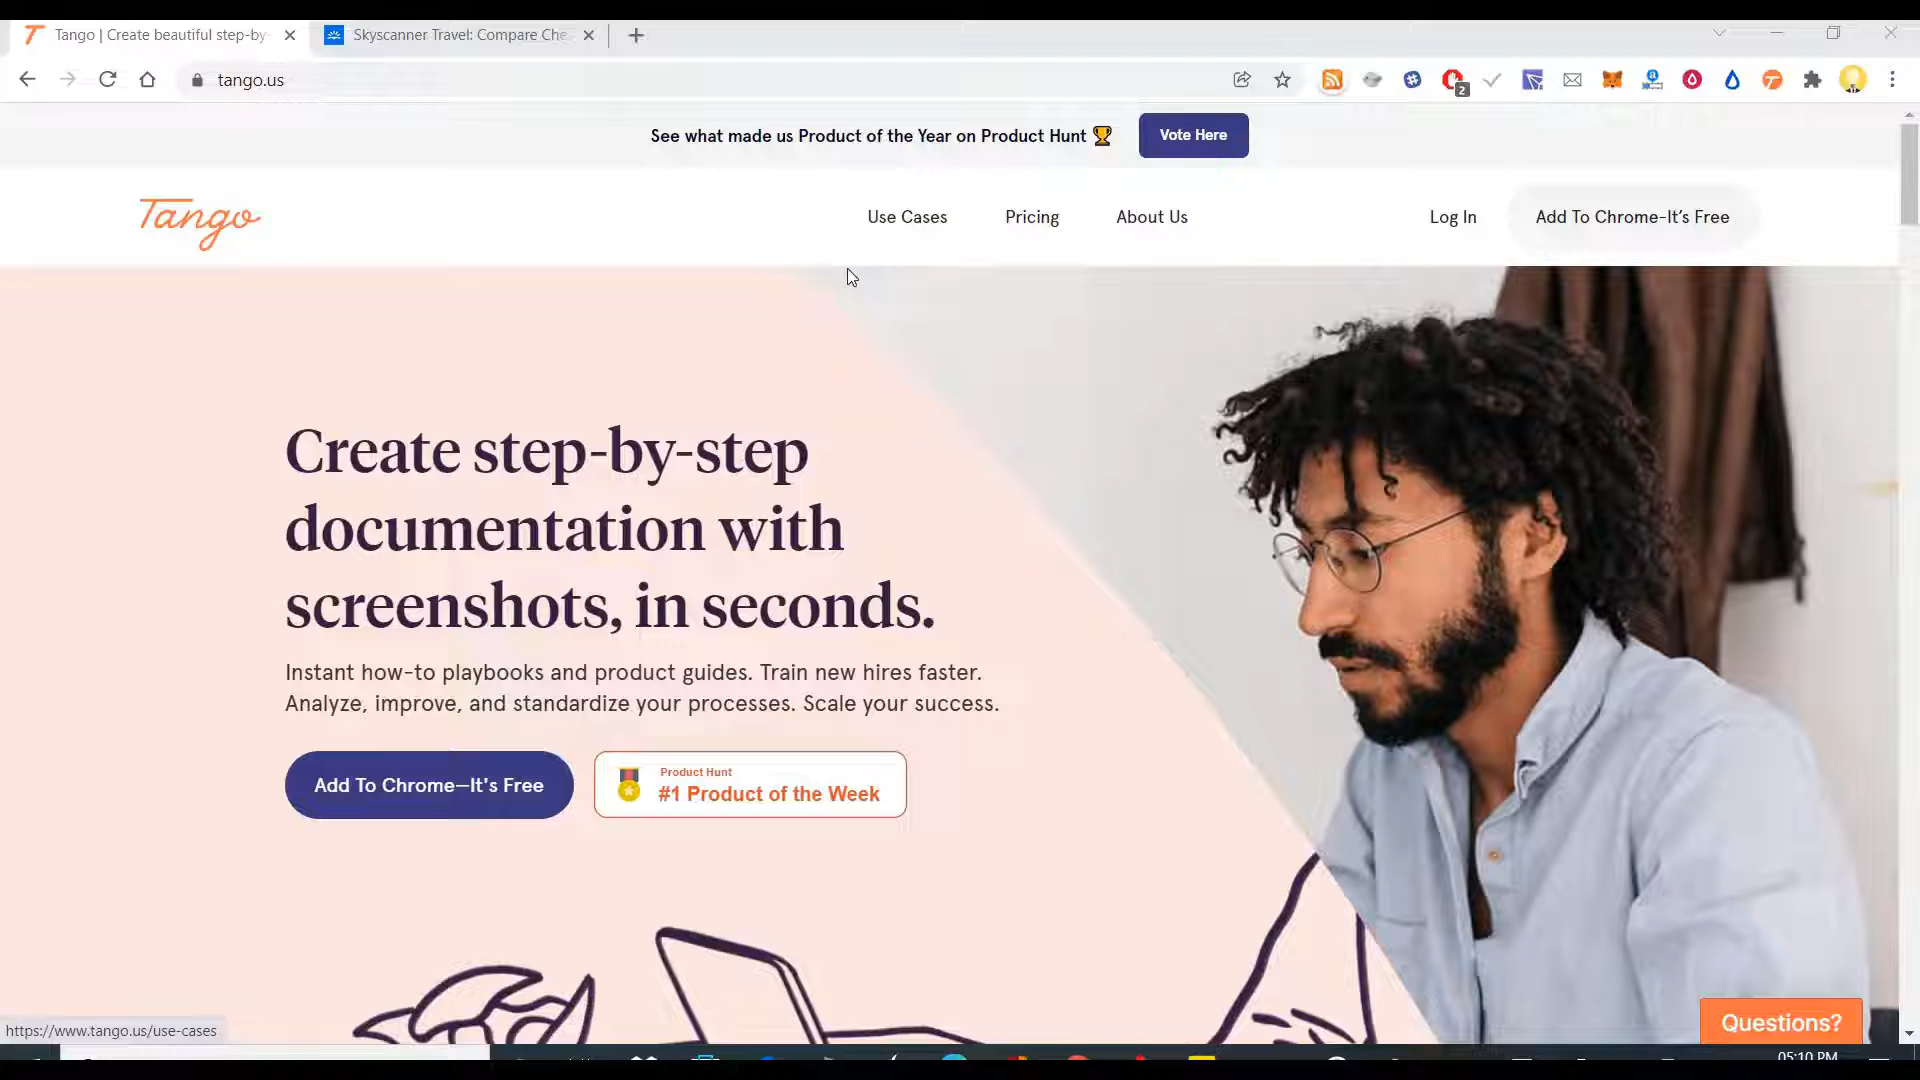 Tango | Create beautiful step-by-
Skyscanner Travel: Compare Che
tango.us
2
See what made us Product of the Year on Product Hunt 🏆
Vote Here
Tango
Use Cases
Pricing
About Us
Log In
Add To Chrome-It’s Free
Create step-by-step
documentation with
screenshots, in seconds.
Instant how-to playbooks and product guides. Train new hires faster.
Analyze, improve, and standardize your processes. Scale your success.
Add To Chrome—It's Free
Product Hunt
#1 Product of the Week
Questions?
https://www.tango.us/use-cases
05:10 PM